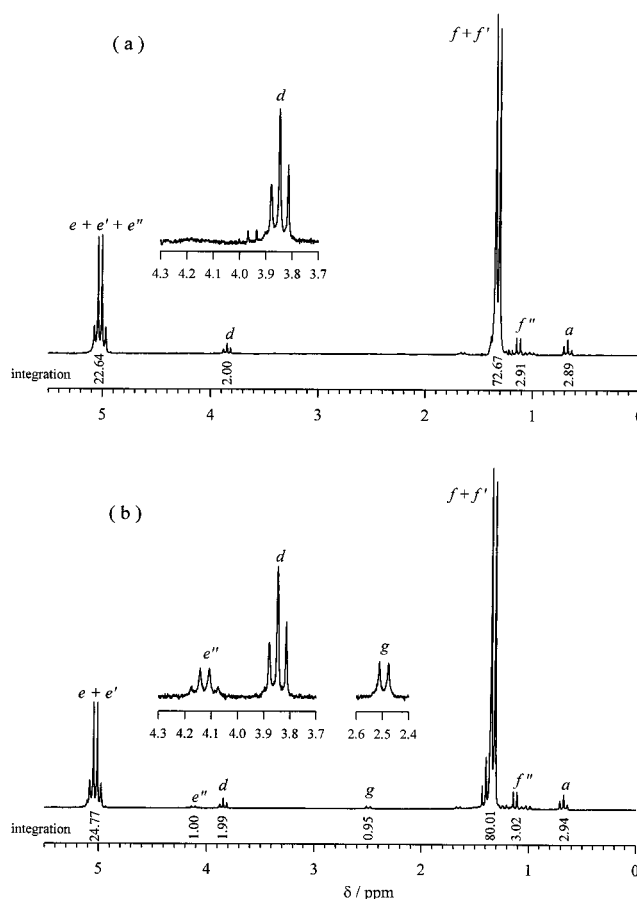 ( a )
f + f'
d
e + e' + e"
4.3 4.2 4.1 4.0 3.9 3.8 3.7
d
f "
a
integration
22.64
2.00
72.67
2.91
2.89
5 4 3 2 1 0
( b )
f + f'
d
e"
g
e + e'
4.3 4.2 4.1 4.0 3.9 3.8 3.7
2.6 2.5 2.4
e"
d
g
f "
a
integration
24.77
1.00
1.99
0.95
80.01
3.02
2.94
5 4 3 2 1 0
δ / ppm